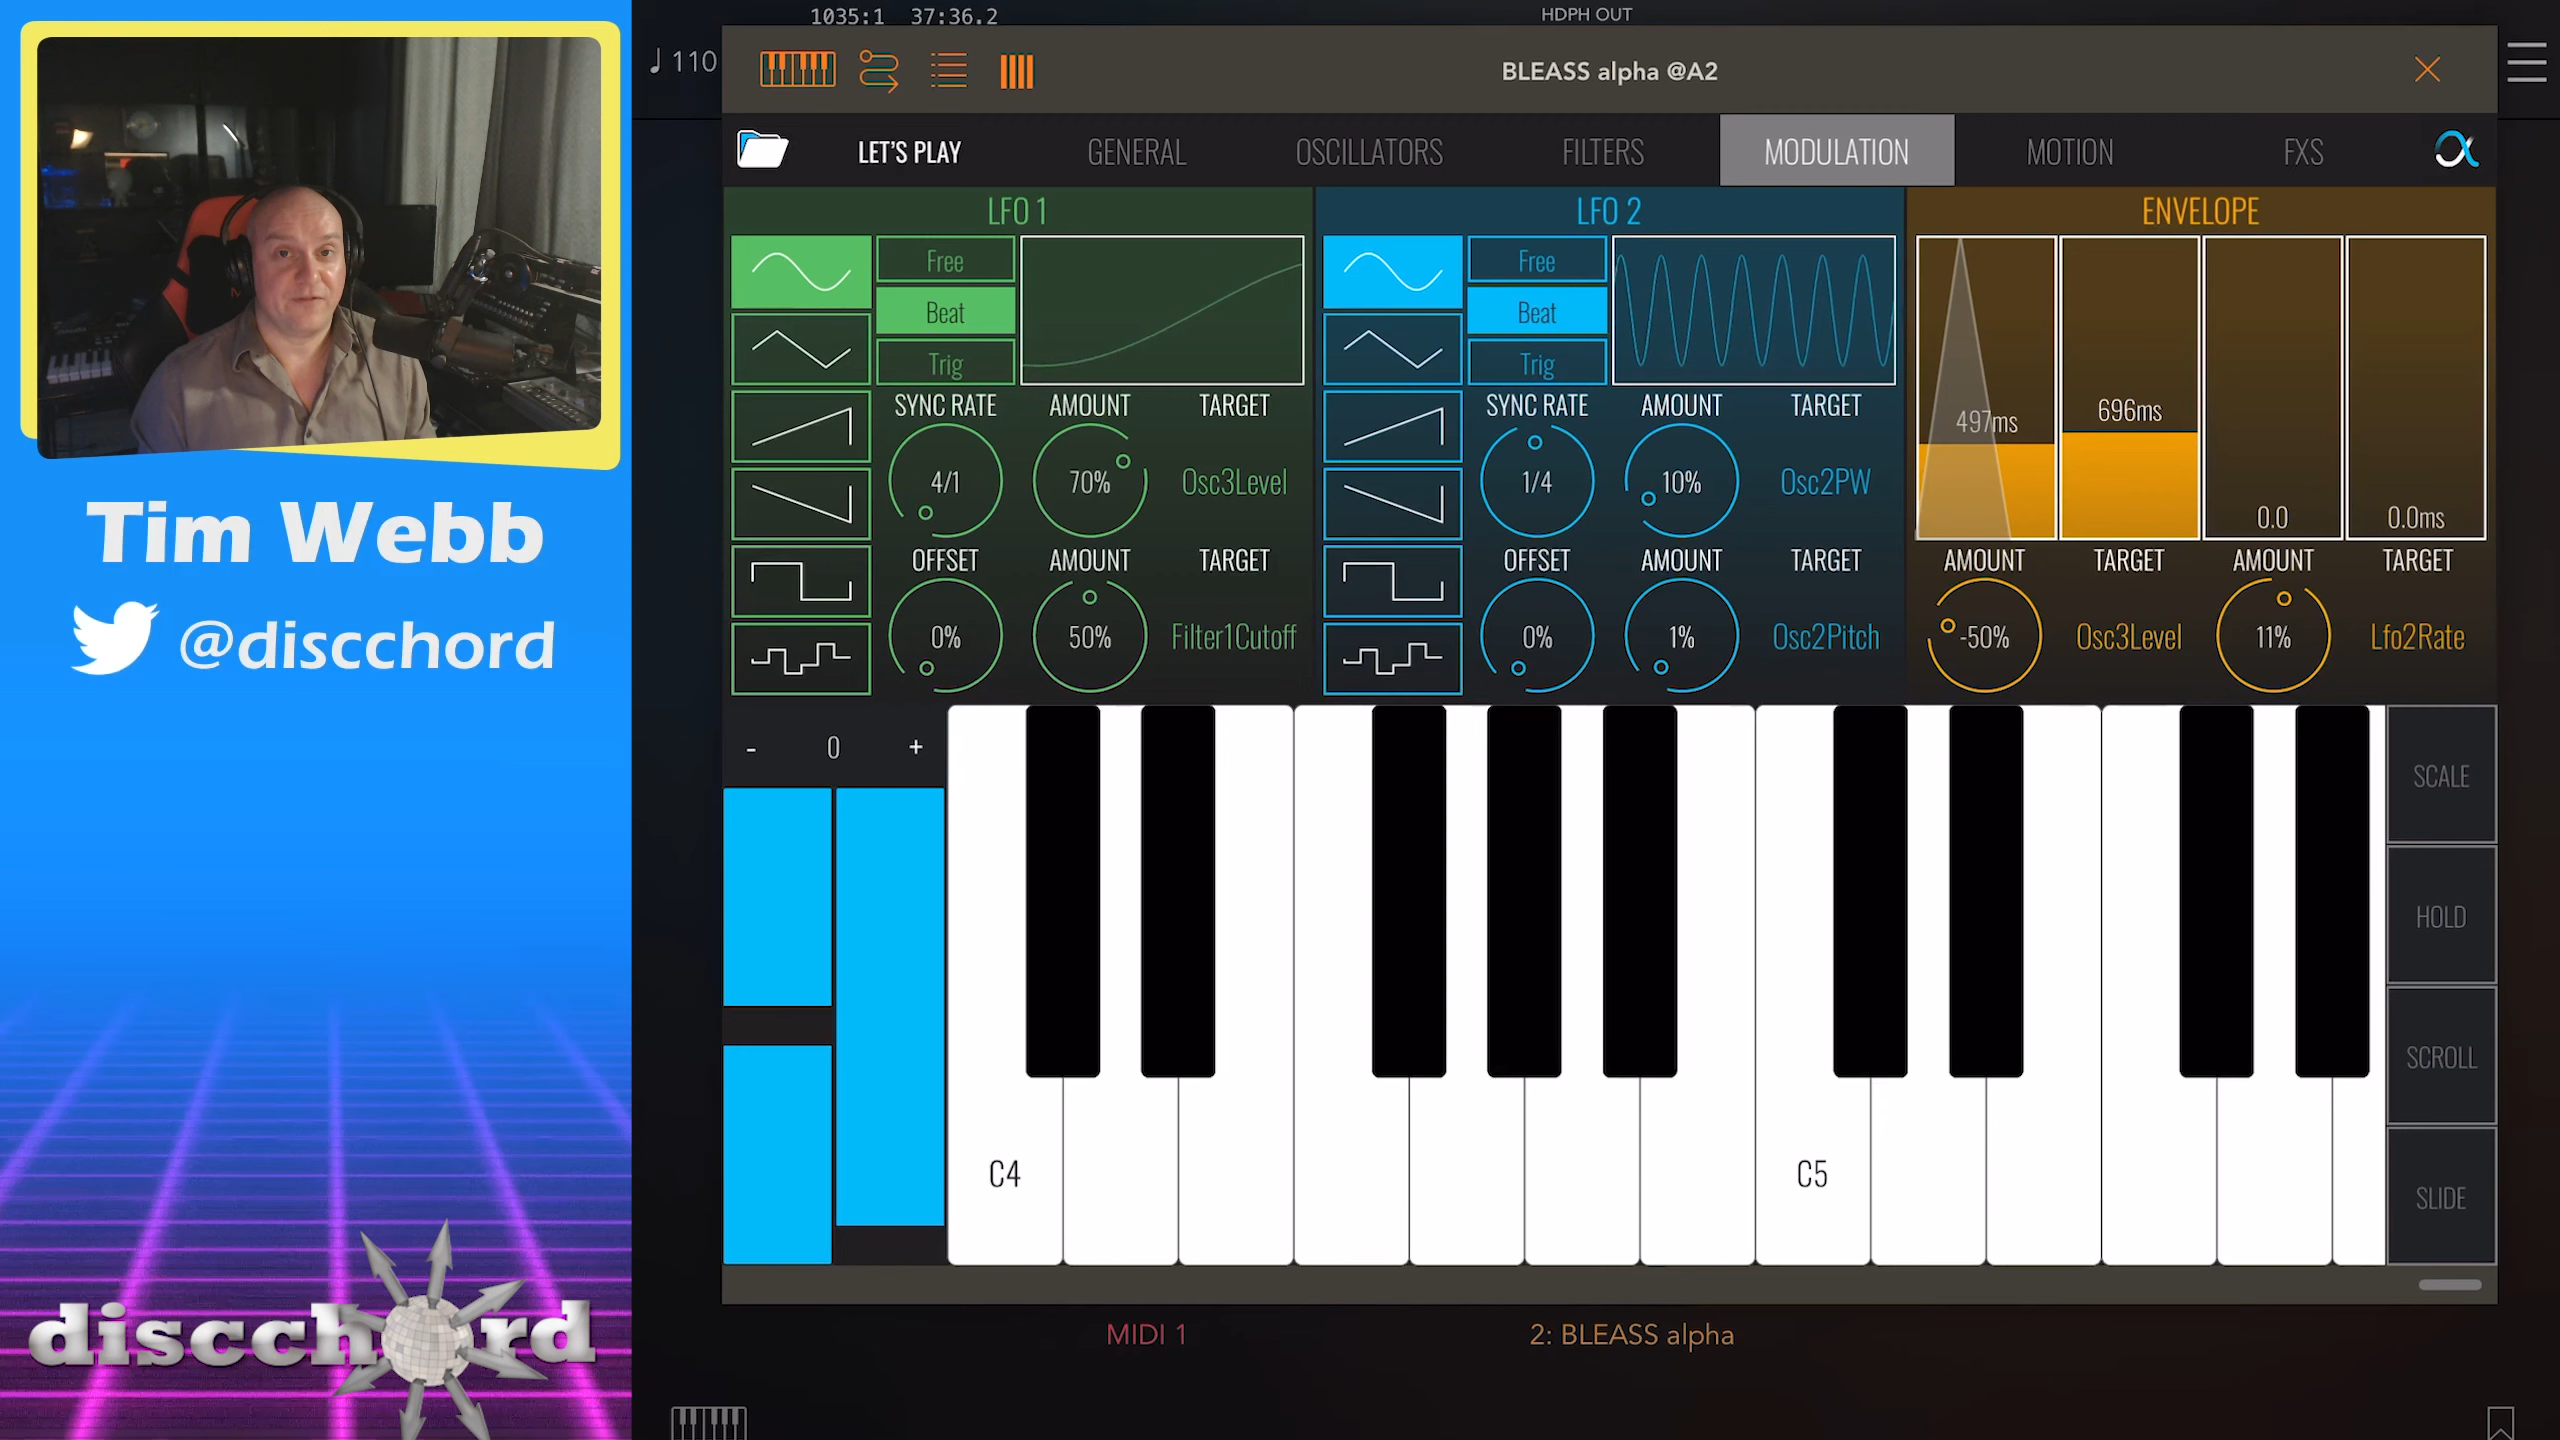 1035:1 37:36.2
HDPH OUT
♩ 110
BLEASS alpha @A2
LET'S PLAY GENERAL OSCILLATORS FILTERS MODULATION MOTION FXS
LFO 1
Free
Beat
Trig
SYNC RATE AMOUNT TARGET
4/1 70% Osc3Level
OFFSET AMOUNT TARGET
0% 50% Filter1Cutoff
LFO 2
Free
Beat
Trig
SYNC RATE AMOUNT TARGET
1/4 10% Osc2PW
OFFSET AMOUNT TARGET
0% 1% Osc2Pitch
ENVELOPE
497ms 696ms 0.0 0.0ms
AMOUNT TARGET AMOUNT TARGET
-50% Osc3Level 11% Lfo2Rate
- 0 +
C4 C5
SCALE
HOLD
SCROLL
SLIDE
MIDI 1 2: BLEASS alpha
Tim Webb
@discchord
discchord